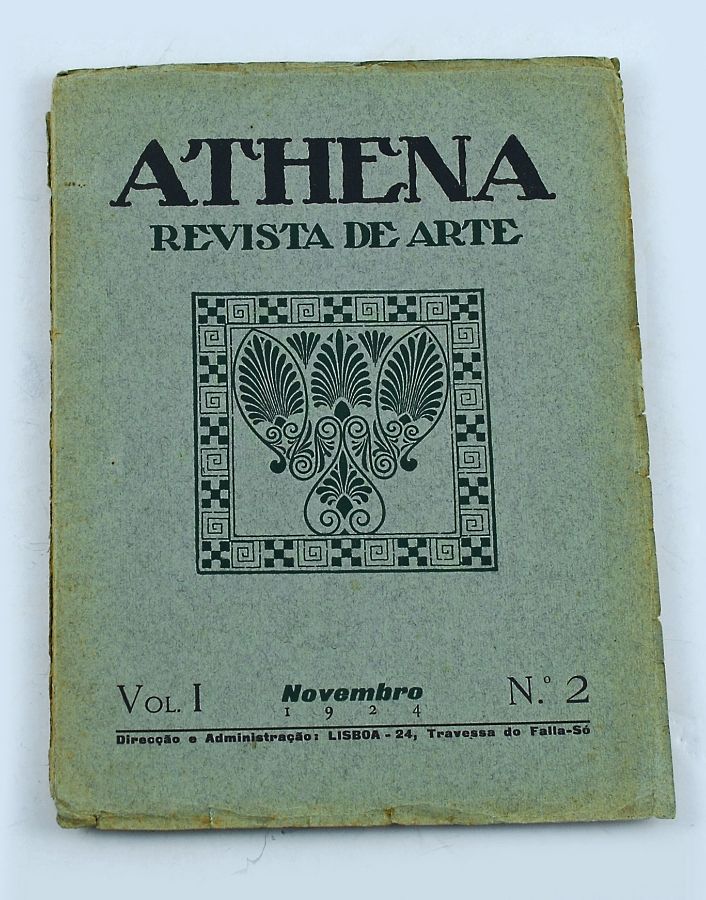 ATHENA
REVISTA DE ARTE
VOL. I Novembro N.º 2
1924
Direcção e Administração: LISBOA - 24, Travessa do Falla-Só